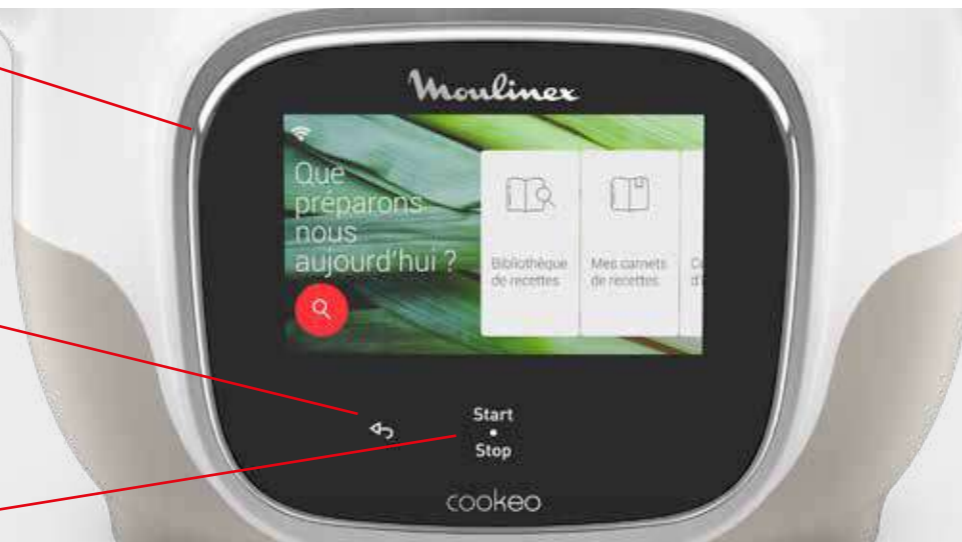 Moulinex
Que
préparons-
nous
aujourd'hui ?
Bibliothèque
de recettes
Mes carnets
de recettes
Start
Stop
cookeo